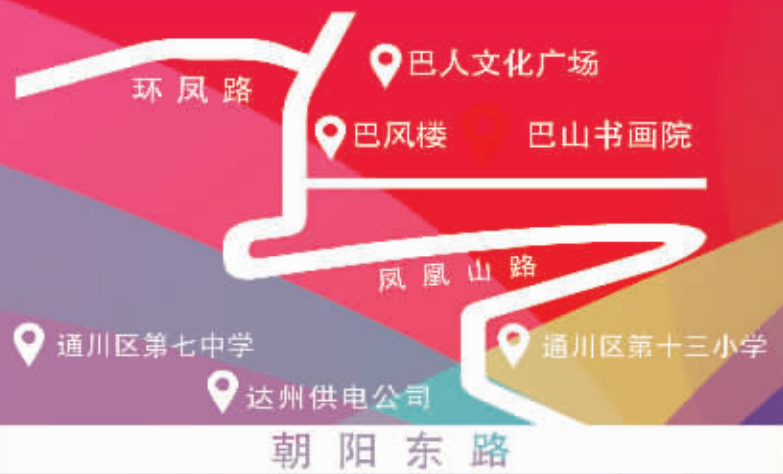 巴人文化广场
环凤路
巴风楼
巴山书画院
凤凰山路
通川区第七中学
通川区第十三小学
达州供电公司
朝阳东路